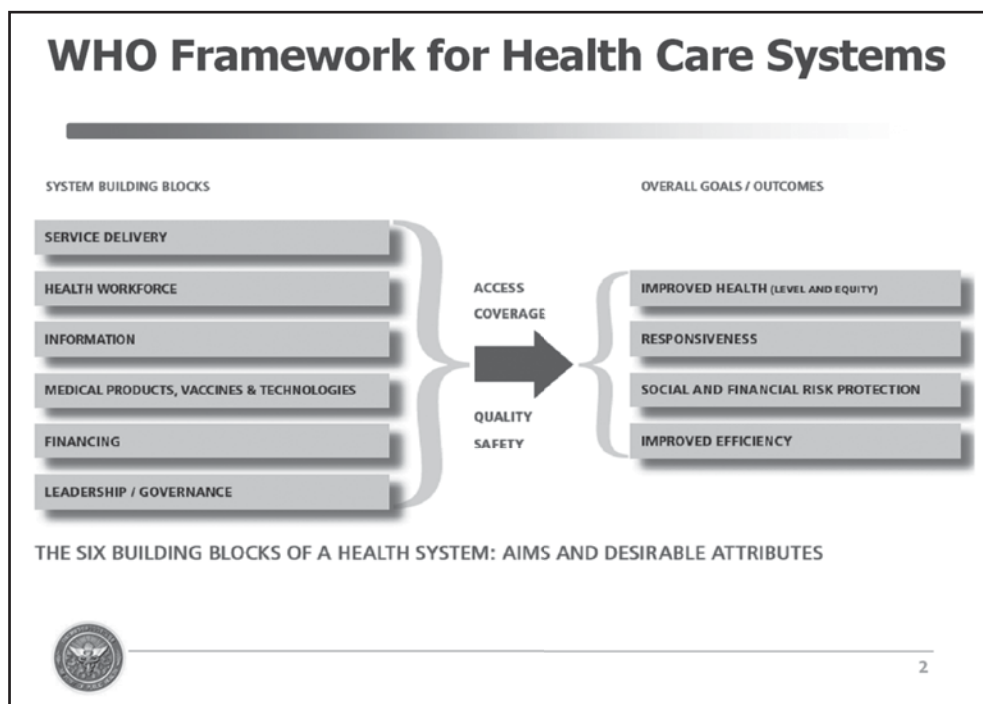 WHO Framework for Health Care Systems
SYSTEM BUILDING BLOCKS
SERVICE DELIVERY
HEALTH WORKFORCE
INFORMATION
MEDICAL PRODUCTS, VACCINES & TECHNOLOGIES
FINANCING
LEADERSHIP / GOVERNANCE
ACCESS
COVERAGE
QUALITY
SAFETY
OVERALL GOALS / OUTCOMES
IMPROVED HEALTH (LEVEL AND EQUITY)
RESPONSIVENESS
SOCIAL AND FINANCIAL RISK PROTECTION
IMPROVED EFFICIENCY
THE SIX BUILDING BLOCKS OF A HEALTH SYSTEM: AIMS AND DESIRABLE ATTRIBUTES
2